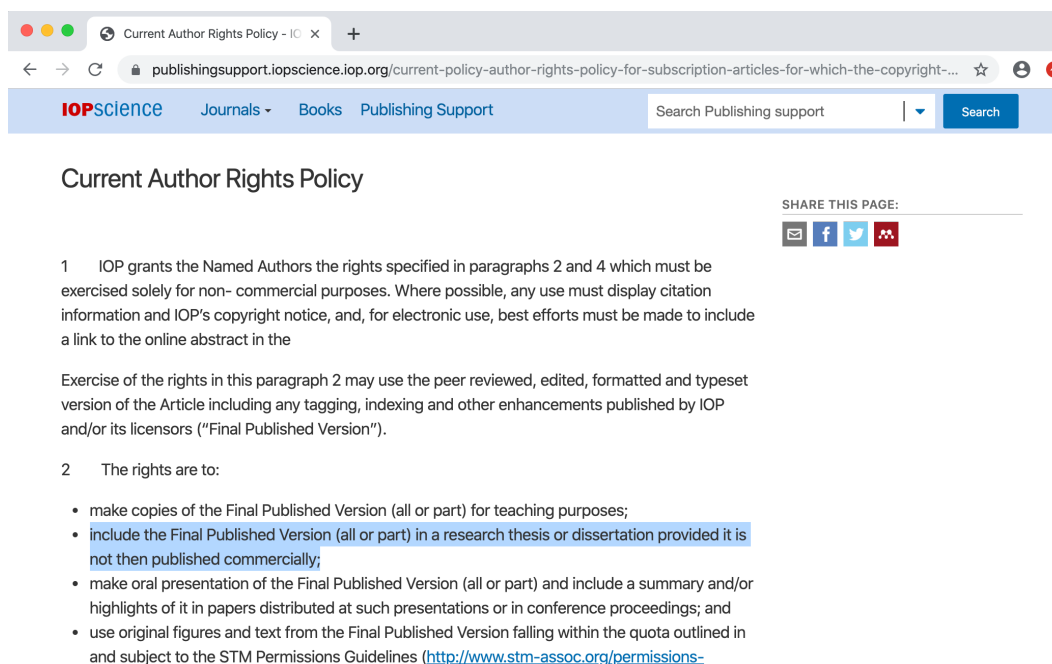 Current Author Rights Policy - IO
publishingsupport.iopscience.iop.org/current-policy-author-rights-policy-for-subscription-articles-for-which-the-copyright-...
IOPscience Journals Books Publishing Support Search Publishing support Search
Current Author Rights Policy
SHARE THIS PAGE:
1 IOP grants the Named Authors the rights specified in paragraphs 2 and 4 which must be
exercised solely for non- commercial purposes. Where possible, any use must display citation
information and IOP's copyright notice, and, for electronic use, best efforts must be made to include
a link to the online abstract in the
Exercise of the rights in this paragraph 2 may use the peer reviewed, edited, formatted and typeset
version of the Article including any tagging, indexing and other enhancements published by IOP
and/or its licensors (“Final Published Version”).
2 The rights are to:
• make copies of the Final Published Version (all or part) for teaching purposes;
• include the Final Published Version (all or part) in a research thesis or dissertation provided it is
not then published commercially;
• make oral presentation of the Final Published Version (all or part) and include a summary and/or
highlights of it in papers distributed at such presentations or in conference proceedings; and
• use original figures and text from the Final Published Version falling within the quota outlined in
and subject to the STM Permissions Guidelines (http://www.stm-assoc.org/permissions-